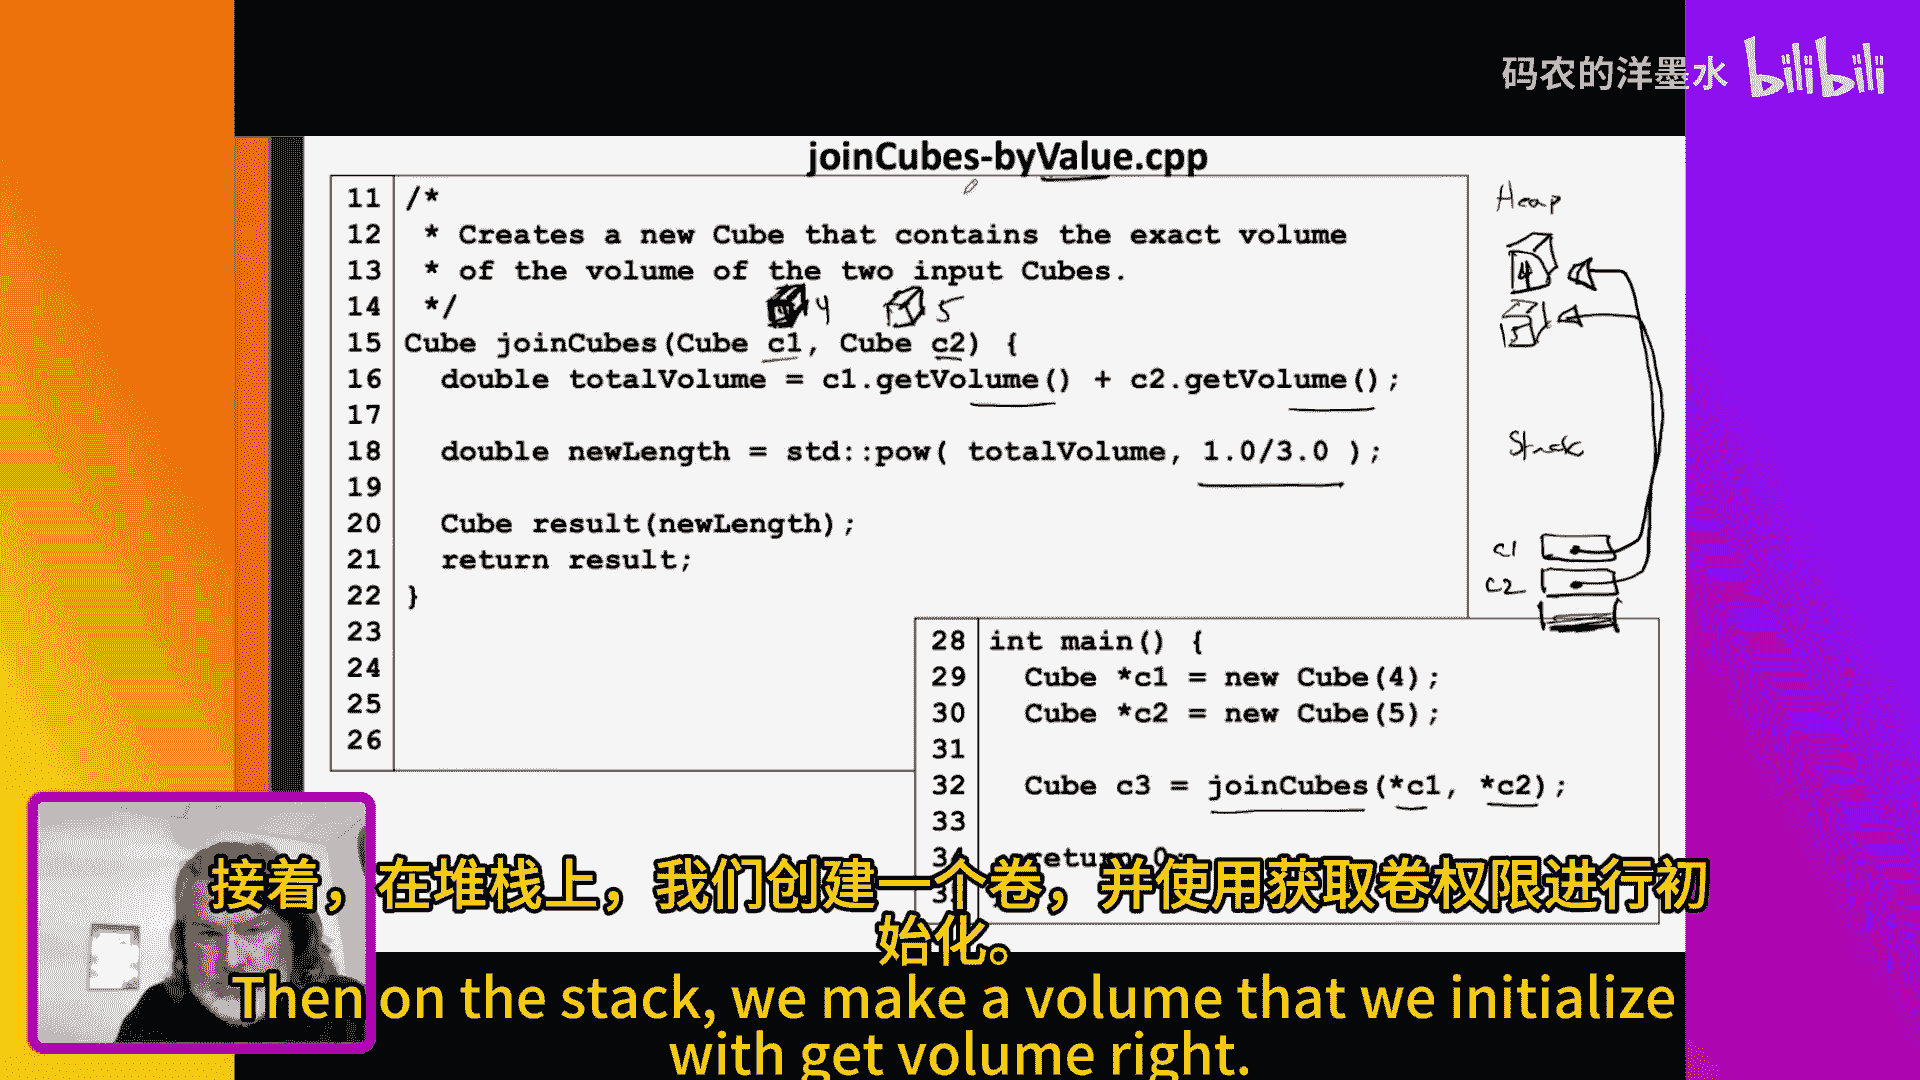 码农的洋墨水 bilibili
joinCubes-byValue.cpp
11 /*
12 * Creates a new Cube that contains the exact volume
13 * of the volume of the two input Cubes.
14 */
4 5
15 Cube joinCubes(Cube c1, Cube c2) {
16 double totalVolume = c1.getVolume() + c2.getVolume();
17
18 double newLength = std::pow( totalVolume, 1.0/3.0 );
19
20 Cube result(newLength);
21 return result;
22 }
23
24
25
26
Heap
4
5
Stack
c1
c2
28 int main() {
29 Cube *c1 = new Cube(4);
30 Cube *c2 = new Cube(5);
31
32 Cube c3 = joinCubes(*c1, *c2);
33
34 return 0;
接着，在堆栈上，我们创建一个卷，并使用获取卷权限进行初
始化。
Then on the stack, we make a volume that we initialize
with get volume right.